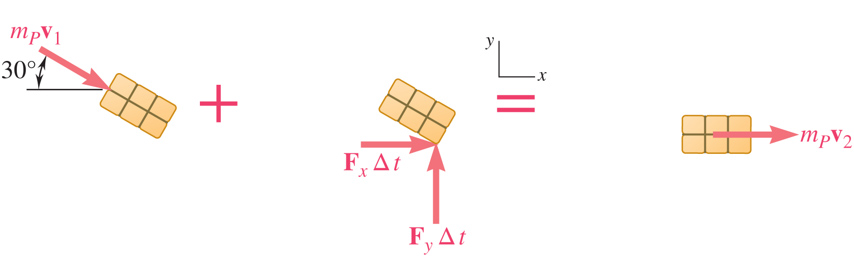 m_P v_1
30°
+
F_x Δt
F_y Δt
y
x
=
m_P v_2